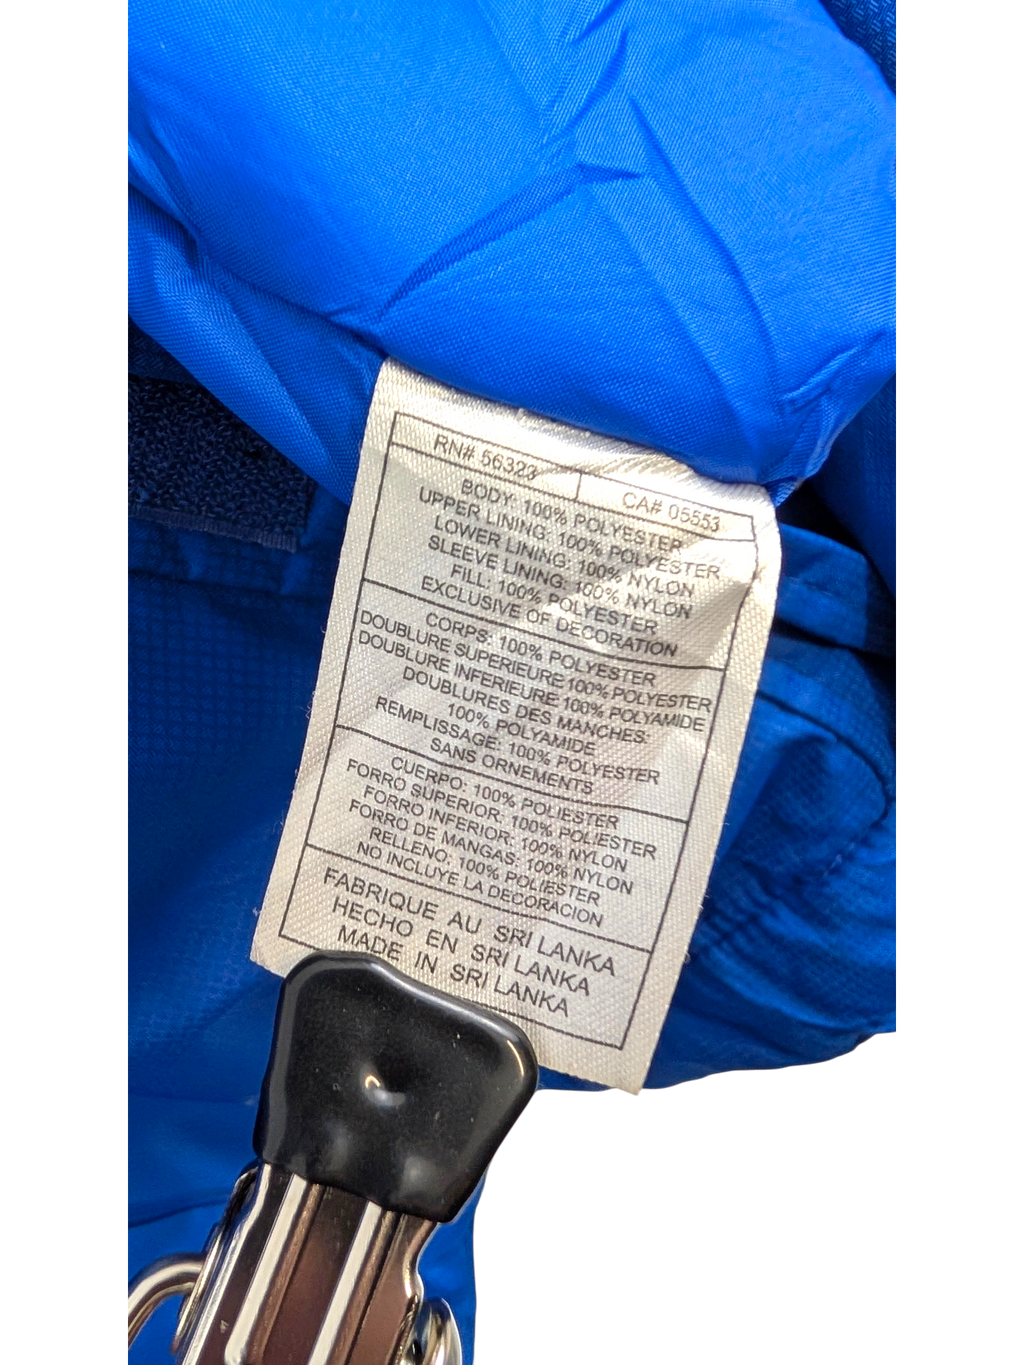 RN# 56323
CA# 05553
BODY: 100% POLYESTER
UPPER LINING: 100% POLYESTER
LOWER LINING: 100% NYLON
SLEEVE LINING: 100% NYLON
FILL: 100% POLYESTER
EXCLUSIVE OF DECORATION
CORPS: 100% POLYESTER
DOUBLURE SUPERIEURE 100% POLYESTER
DOUBLURE INFERIEURE 100% POLYAMIDE
DOUBLURES DES MANCHES:
100% POLYAMIDE
REMPLISSAGE: 100% POLYESTER
SANS ORNEMENTS
CUERPO: 100% POLIESTER
FORRO SUPERIOR: 100% POLIESTER
FORRO INFERIOR: 100% NYLON
FORRO DE MANGAS: 100% NYLON
RELLENO: 100% POLIESTER
NO INCLUYE LA DECORACION
FABRIQUE AU SRI LANKA
HECHO EN SRI LANKA
MADE IN SRI LANKA